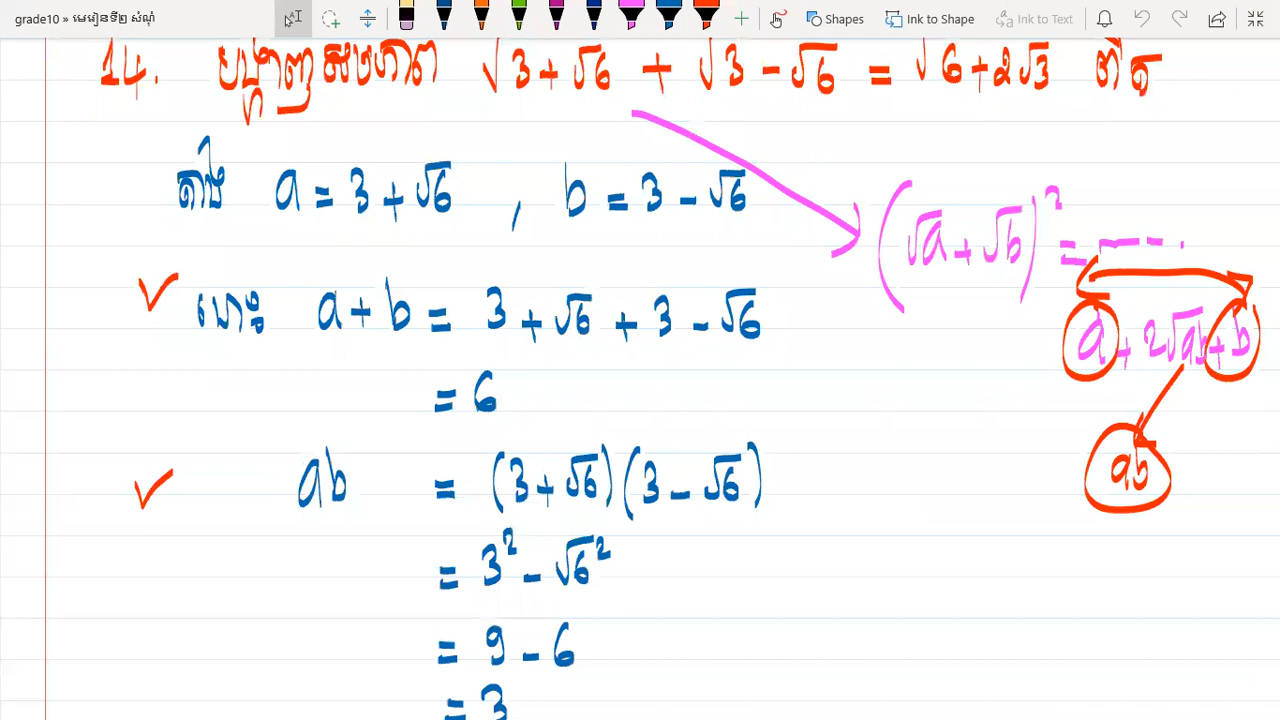 grade10 » មេរៀនទី២ សំណុំ
Shapes
Ink to Shape
Ink to Text
14. បង្ហាញសមភាព √3+√6 + √3-√6 = √6+2√3 ពិត
តាង a = 3 + √6 , b = 3 - √6
(√a + √b)² = ----.
នោះ a + b = 3 + √6 + 3 - √6
a + 2√ab + b
= 6
ab = (3 + √6)(3 - √6)
ab
= 3² - √6²
= 9 - 6
= 3